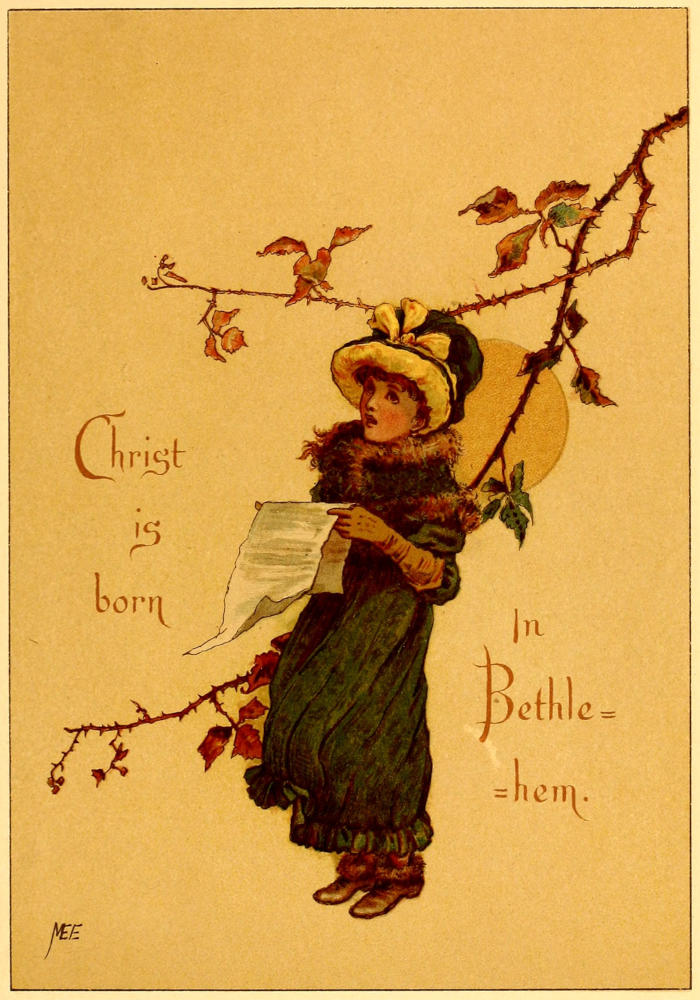 Christ
is
born
In
Bethle=
=hem.
MEE